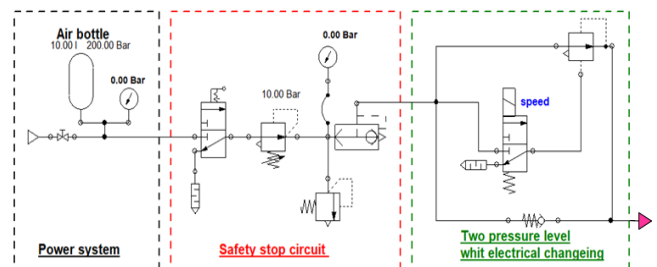 Air bottle
10.00 l 200.00 Bar
0.00 Bar
0.00 Bar
10.00 Bar
speed
Power system
Safety stop circuit
Two pressure level
whit electrical changeing